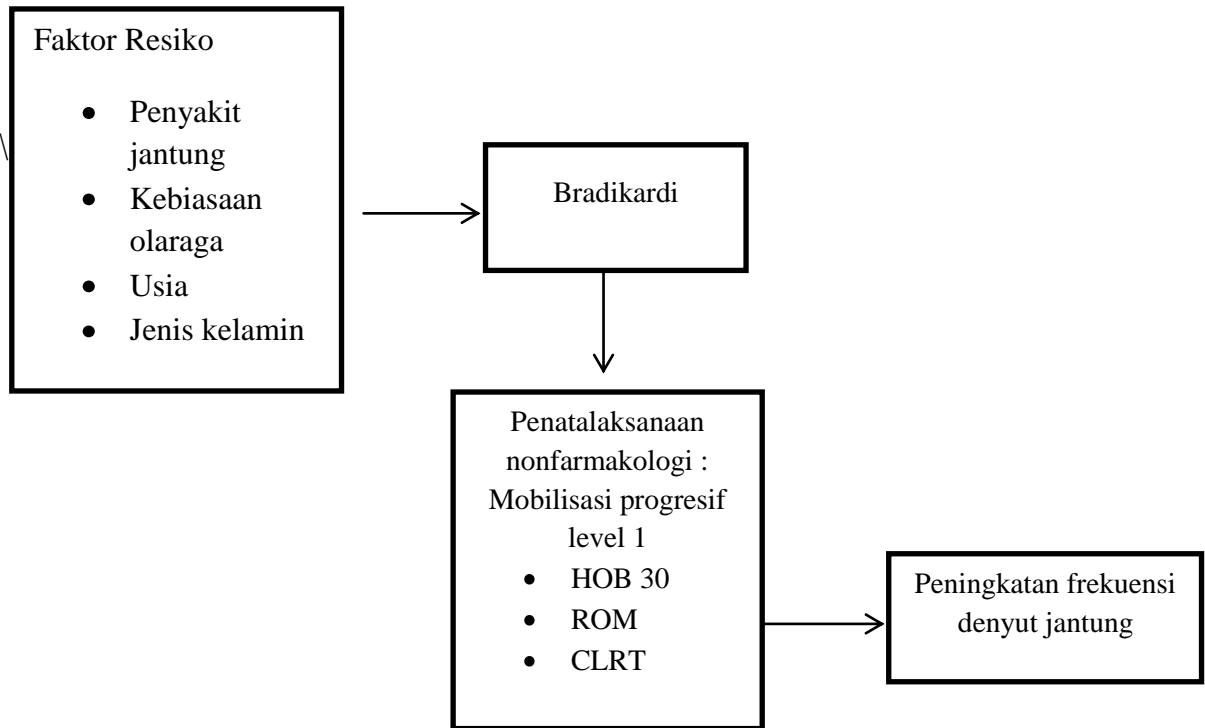 Faktor Resiko
• Penyakit
jantung
• Kebiasaan
olaraga
• Usia
• Jenis kelamin
\
Bradikardi
Penatalaksanaan
nonfarmakologi :
Mobilisasi progresif
level 1
• HOB 30
• ROM
• CLRT
Peningkatan frekuensi
denyut jantung